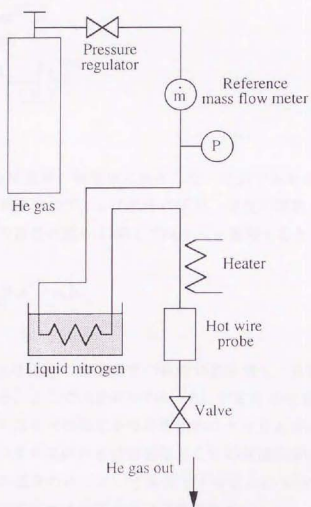 Pressure
regulator
ṁ
Reference
mass flow meter
P
He gas
Heater
Hot wire
probe
Liquid nitrogen
Valve
He gas out